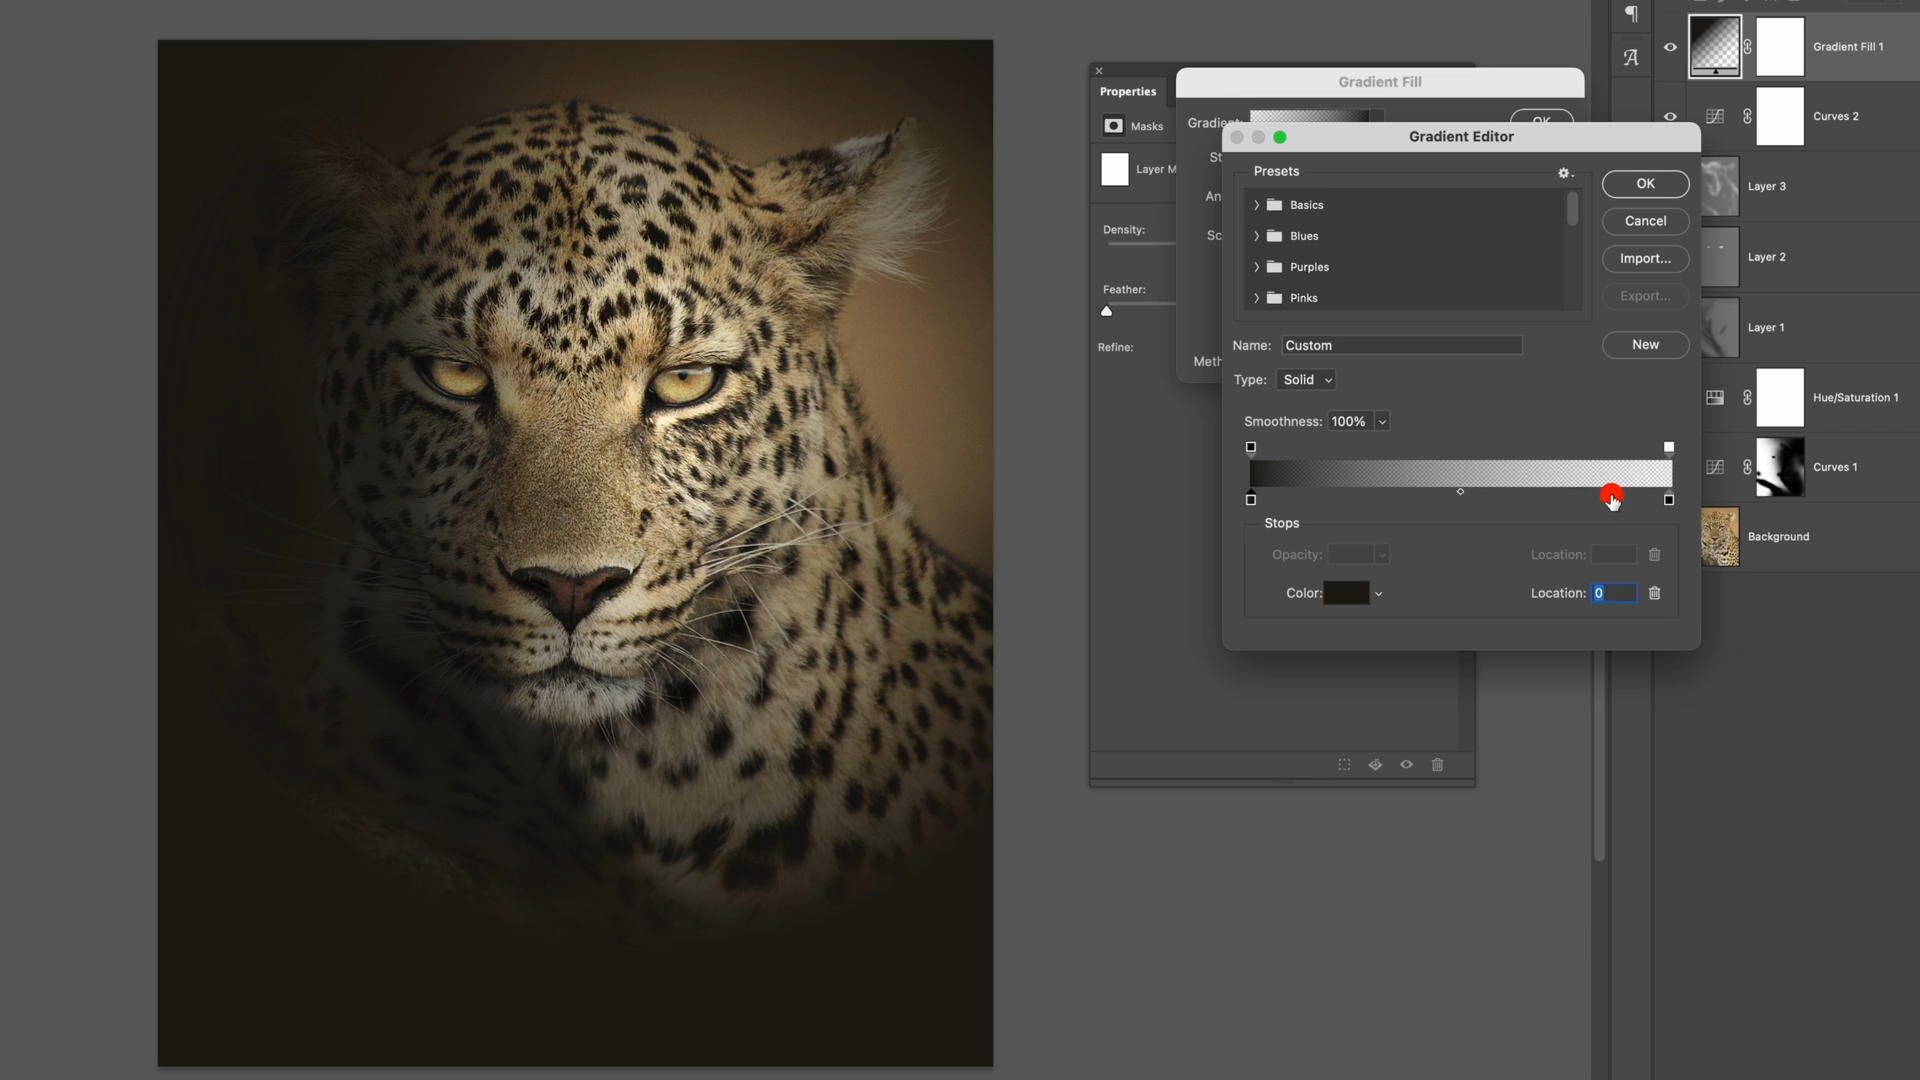 Gradient Fill 1
Gradient Fill
Properties
Curves 2
Gradient:
OK
Masks
Gradient Editor
St
Layer M
Presets
OK
Layer 3
An
Basics
Cancel
Density:
Sc
Blues
Layer 2
Import...
Purples
Feather:
Pinks
Export...
Layer 1
Refine:
Name:
Custom
New
Meth
Type:
Solid
Hue/Saturation 1
Smoothness:
100%
Curves 1
Stops
Background
Opacity:
Location:
Color:
Location:
0